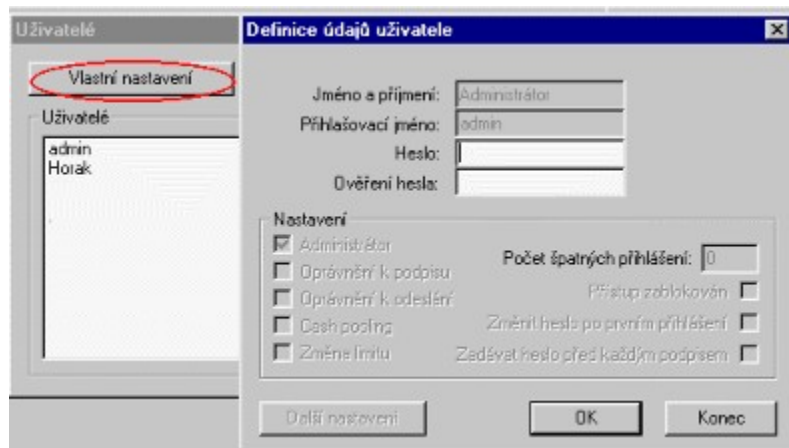 Uživatelé
Vlastní nastavení
Uživatelé
admin
Horak
Definice údajů uživatele
Jméno a příjmení: Administrátor
Přihlašovací jméno: admin
Heslo:
Ověření hesla:
Nastavení
Administrátor
Oprávnění k podpisu
Oprávnění k odeslání
Cash pooling
Změna limitu
Počet špatných přihlášení: 0
Přístup zablokován
Změnit heslo po prvním přihlášení
Zadávat heslo před každým podpisem
Další nastavení
OK
Konec